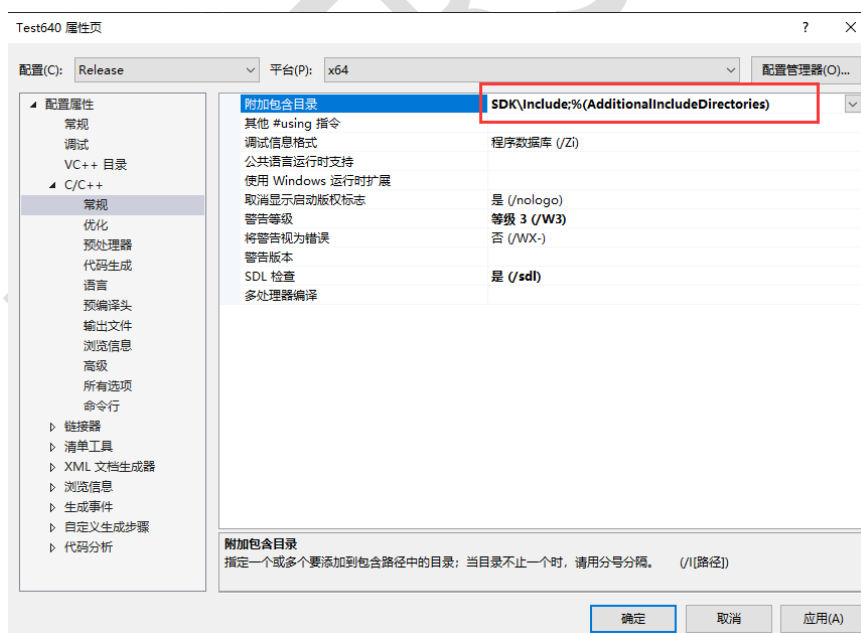 Test640 属性页
配置(C): Release 平台(P): x64 配置管理器(O)...
配置属性
常规
调试
VC++ 目录
C/C++
常规
优化
预处理器
代码生成
语言
预编译头
输出文件
浏览信息
高级
所有选项
命令行
链接器
清单工具
XML 文档生成器
浏览信息
生成事件
自定义生成步骤
代码分析
附加包含目录 SDK\Include;%(AdditionalIncludeDirectories)
其他 #using 指令
调试信息格式 程序数据库 (/Zi)
公共语言运行时支持
使用 Windows 运行时扩展
取消显示启动版权标志 是 (/nologo)
警告等级 等级 3 (/W3)
将警告视为错误 否 (/WX-)
警告版本
SDL 检查 是 (/sdl)
多处理器编译
附加包含目录
指定一个或多个要添加到包含路径中的目录；当目录不止一个时，请用分号分隔。 (/I[路径])
确定 取消 应用(A)